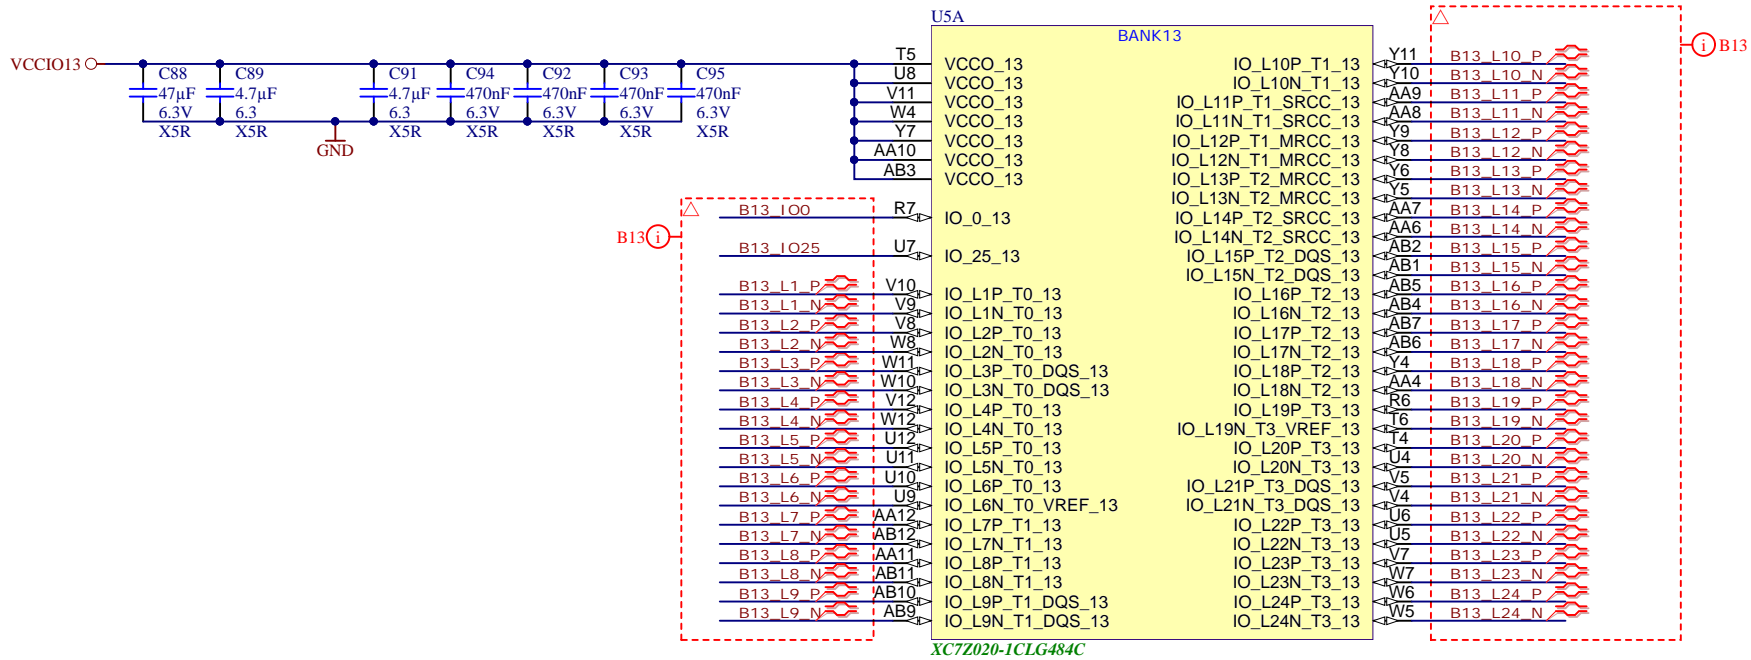 U5A
BANK13
VCCIO13
C88
47µF
6.3V
X5R
C89
4.7µF
6.3
X5R
C91
4.7µF
6.3
X5R
C94
470nF
6.3V
X5R
C92
470nF
6.3V
X5R
C93
470nF
6.3V
X5R
C95
470nF
6.3V
X5R
GND
T5 VCCO_13
U8 VCCO_13
V11 VCCO_13
W4 VCCO_13
Y7 VCCO_13
AA10 VCCO_13
AB3 VCCO_13
B13 i
B13_IO0 R7 IO_0_13
B13_IO25 U7 IO_25_13
B13_L1_P V10 IO_L1P_T0_13
B13_L1_N V9 IO_L1N_T0_13
B13_L2_P V8 IO_L2P_T0_13
B13_L2_N W8 IO_L2N_T0_13
B13_L3_P W11 IO_L3P_T0_DQS_13
B13_L3_N W10 IO_L3N_T0_DQS_13
B13_L4_P V12 IO_L4P_T0_13
B13_L4_N W12 IO_L4N_T0_13
B13_L5_P U12 IO_L5P_T0_13
B13_L5_N U11 IO_L5N_T0_13
B13_L6_P U10 IO_L6P_T0_13
B13_L6_N U9 IO_L6N_T0_VREF_13
B13_L7_P AA12 IO_L7P_T1_13
B13_L7_N AB12 IO_L7N_T1_13
B13_L8_P AA11 IO_L8P_T1_13
B13_L8_N AB11 IO_L8N_T1_13
B13_L9_P AB10 IO_L9P_T1_DQS_13
B13_L9_N AB9 IO_L9N_T1_DQS_13
IO_L10P_T1_13 Y11 B13_L10_P
IO_L10N_T1_13 Y10 B13_L10_N
IO_L11P_T1_SRCC_13 AA9 B13_L11_P
IO_L11N_T1_SRCC_13 AA8 B13_L11_N
IO_L12P_T1_MRCC_13 Y9 B13_L12_P
IO_L12N_T1_MRCC_13 Y8 B13_L12_N
IO_L13P_T2_MRCC_13 Y6 B13_L13_P
IO_L13N_T2_MRCC_13 Y5 B13_L13_N
IO_L14P_T2_SRCC_13 AA7 B13_L14_P
IO_L14N_T2_SRCC_13 AA6 B13_L14_N
IO_L15P_T2_DQS_13 AB2 B13_L15_P
IO_L15N_T2_DQS_13 AB1 B13_L15_N
IO_L16P_T2_13 AB5 B13_L16_P
IO_L16N_T2_13 AB4 B13_L16_N
IO_L17P_T2_13 AB7 B13_L17_P
IO_L17N_T2_13 AB6 B13_L17_N
IO_L18P_T2_13 Y4 B13_L18_P
IO_L18N_T2_13 AA4 B13_L18_N
IO_L19P_T3_13 R6 B13_L19_P
IO_L19N_T3_VREF_13 T6 B13_L19_N
IO_L20P_T3_13 T4 B13_L20_P
IO_L20N_T3_13 U4 B13_L20_N
IO_L21P_T3_DQS_13 V5 B13_L21_P
IO_L21N_T3_DQS_13 V4 B13_L21_N
IO_L22P_T3_13 U6 B13_L22_P
IO_L22N_T3_13 U5 B13_L22_N
IO_L23P_T3_13 V7 B13_L23_P
IO_L23N_T3_13 W7 B13_L23_N
IO_L24P_T3_13 W6 B13_L24_P
IO_L24N_T3_13 W5 B13_L24_N
i B13
XC7Z020-1CLG484C